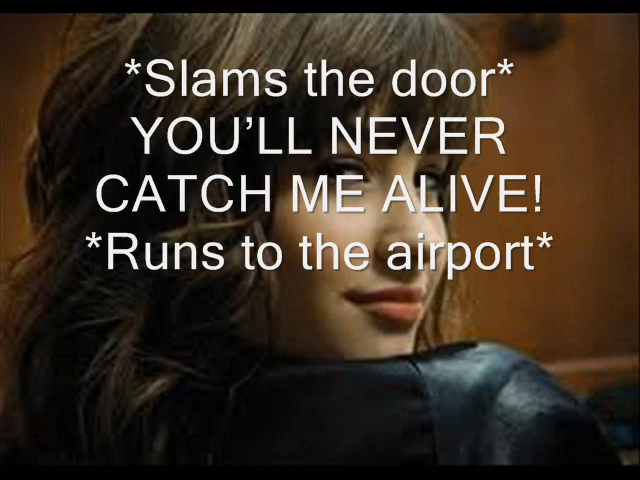 *Slams the door*
YOU’LL NEVER
CATCH ME ALIVE!
*Runs to the airport*